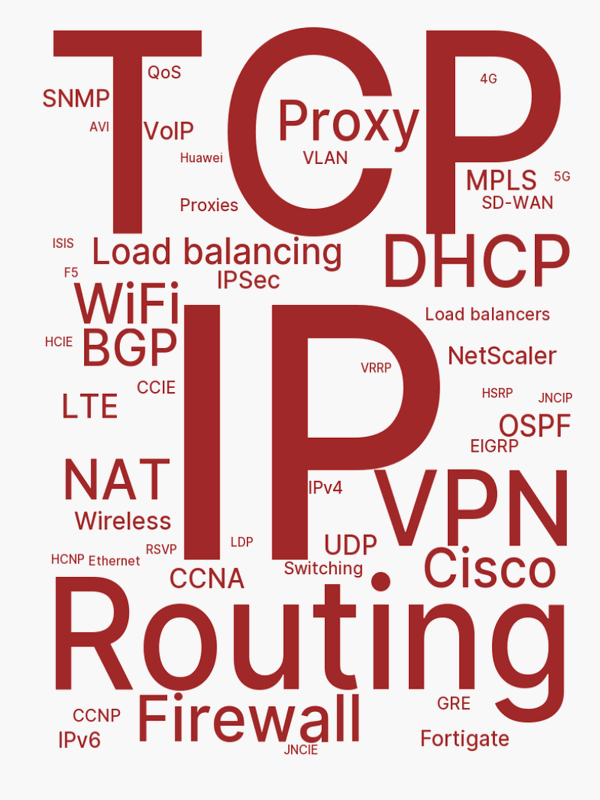 TCP
QoS
4G
SNMP
Proxy
AVI
VoIP
Huawei
VLAN
MPLS
5G
SD-WAN
Proxies
ISIS
Load balancing
DHCP
F5
IPSec
WiFi
IP
Load balancers
HCIE
BGP
NetScaler
VRRP
CCIE
HSRP
JNCIP
LTE
OSPF
EIGRP
NAT
VPN
IPv4
Wireless
RSVP
LDP
UDP
HCNP
Ethernet
Switching
Cisco
CCNA
Routing
Firewall
GRE
CCNP
IPv6
Fortigate
JNCIE